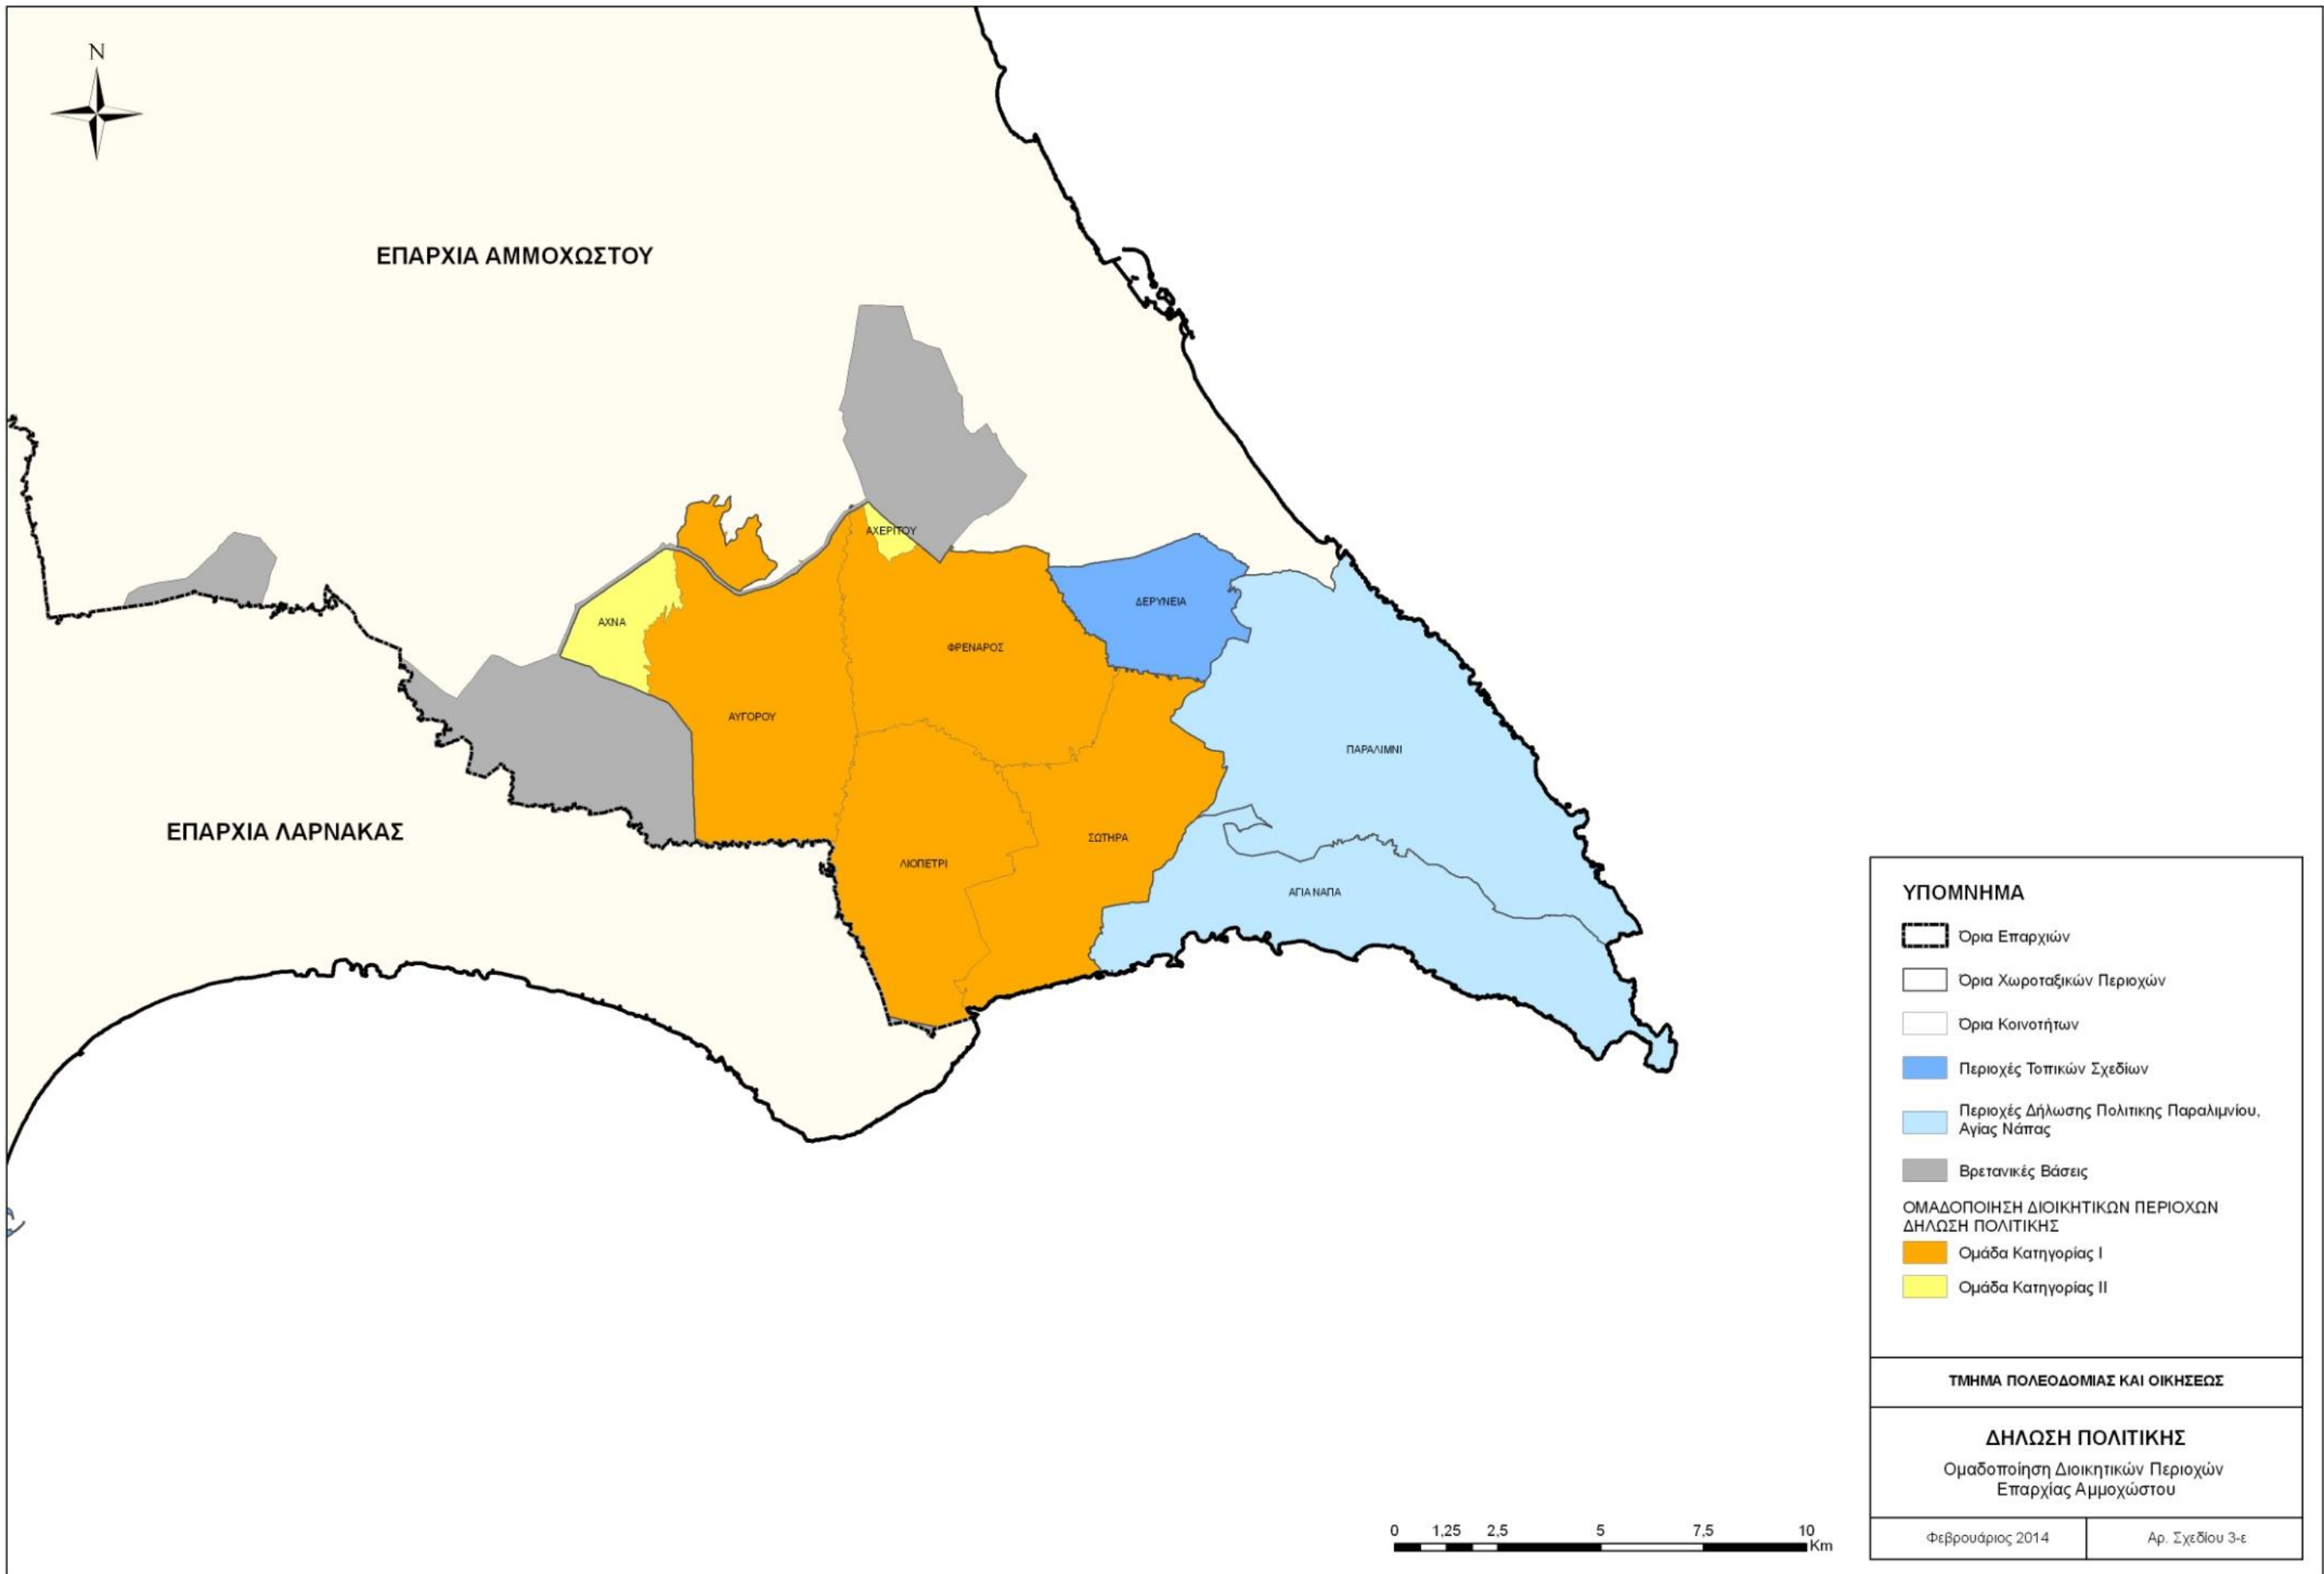 N
ΕΠΑΡΧΙΑ ΑΜΜΟΧΩΣΤΟΥ
ΑΧΕΡΙΤΟΥ
ΔΕΡΥΝΕΙΑ
ΑΧΝΑ
ΦΡΕΝΑΡΟΣ
ΑΥΓΟΡΟΥ
ΠΑΡΑΛΙΜΝΙ
ΕΠΑΡΧΙΑ ΛΑΡΝΑΚΑΣ
ΣΩΤΗΡΑ
ΛΙΟΠΕΤΡΙ
ΑΓΙΑ ΝΑΠΑ
ΥΠΟΜΝΗΜΑ
Όρια Επαρχιών
Όρια Χωροταξικών Περιοχών
Όρια Κοινοτήτων
Περιοχές Τοπικών Σχεδίων
Περιοχές Δήλωσης Πολιτικης Παραλιμνίου,
Αγίας Νάπας
Βρετανικές Βάσεις
ΟΜΑΔΟΠΟΙΗΣΗ ΔΙΟΙΚΗΤΙΚΩΝ ΠΕΡΙΟΧΩΝ
ΔΗΛΩΣΗ ΠΟΛΙΤΙΚΗΣ
Ομάδα Κατηγορίας Ι
Ομάδα Κατηγορίας ΙΙ
ΤΜΗΜΑ ΠΟΛΕΟΔΟΜΙΑΣ ΚΑΙ ΟΙΚΗΣΕΩΣ
ΔΗΛΩΣΗ ΠΟΛΙΤΙΚΗΣ
Ομαδοποίηση Διοικητικών Περιοχών
Επαρχίας Αμμοχώστου
Φεβρουάριος 2014 Αρ. Σχεδίου 3-ε
0 1,25 2,5 5 7,5 10
Km